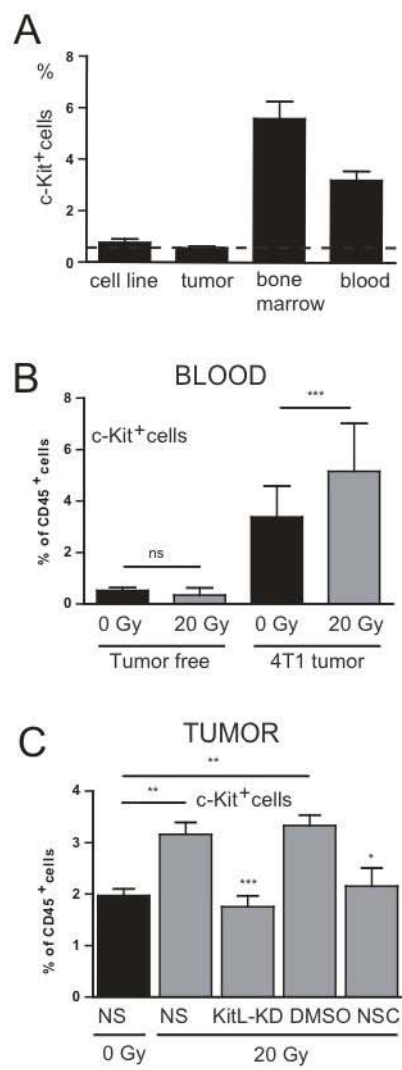 A
%
8
6
4
2
0
c-Kit+cells
cell line tumor bone marrow blood
B
BLOOD
8
6
4
2
0
% of CD45+cells
c-Kit+cells
ns
***
0 Gy 20 Gy 0 Gy 20 Gy
Tumor free 4T1 tumor
C
TUMOR
4
3
2
1
0
% of CD45+cells
**
**
c-Kit+cells
***
*
NS NS KitL-KD DMSO NSC
0 Gy 20 Gy